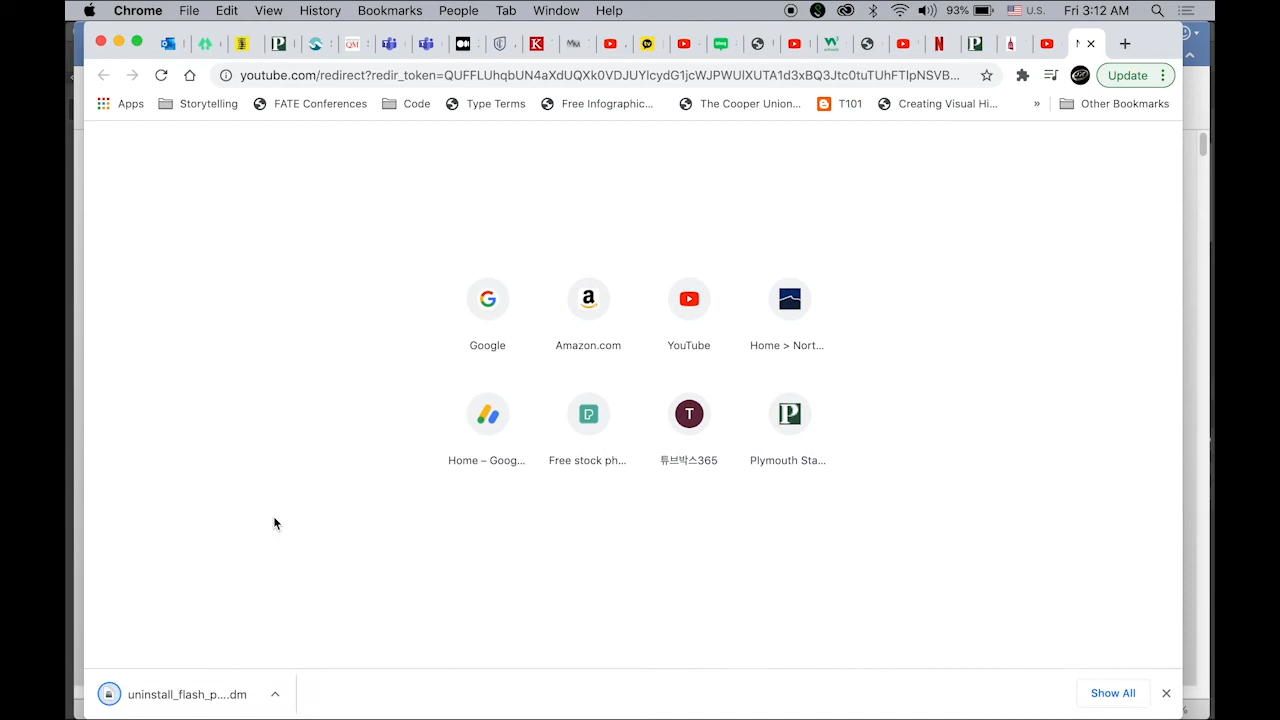 Chrome File Edit View History Bookmarks People Tab Window Help 93% U.S. Fri 3:12 AM
youtube.com/redirect?redir_token=QUFFLUhqbUN4aXdUQXk0VDJUYlcydG1jcWJPWUlXUTA1d3xBQ3Jtc0tuTUhFTlpNSVB... Update
Apps Storytelling FATE Conferences Code Type Terms Free Infographic... The Cooper Union... T101 Creating Visual Hi... » Other Bookmarks
Google Amazon.com YouTube Home > Nort...
Home – Goog... Free stock ph... 튜브박스365 Plymouth Sta...
uninstall_flash_p....dm Show All